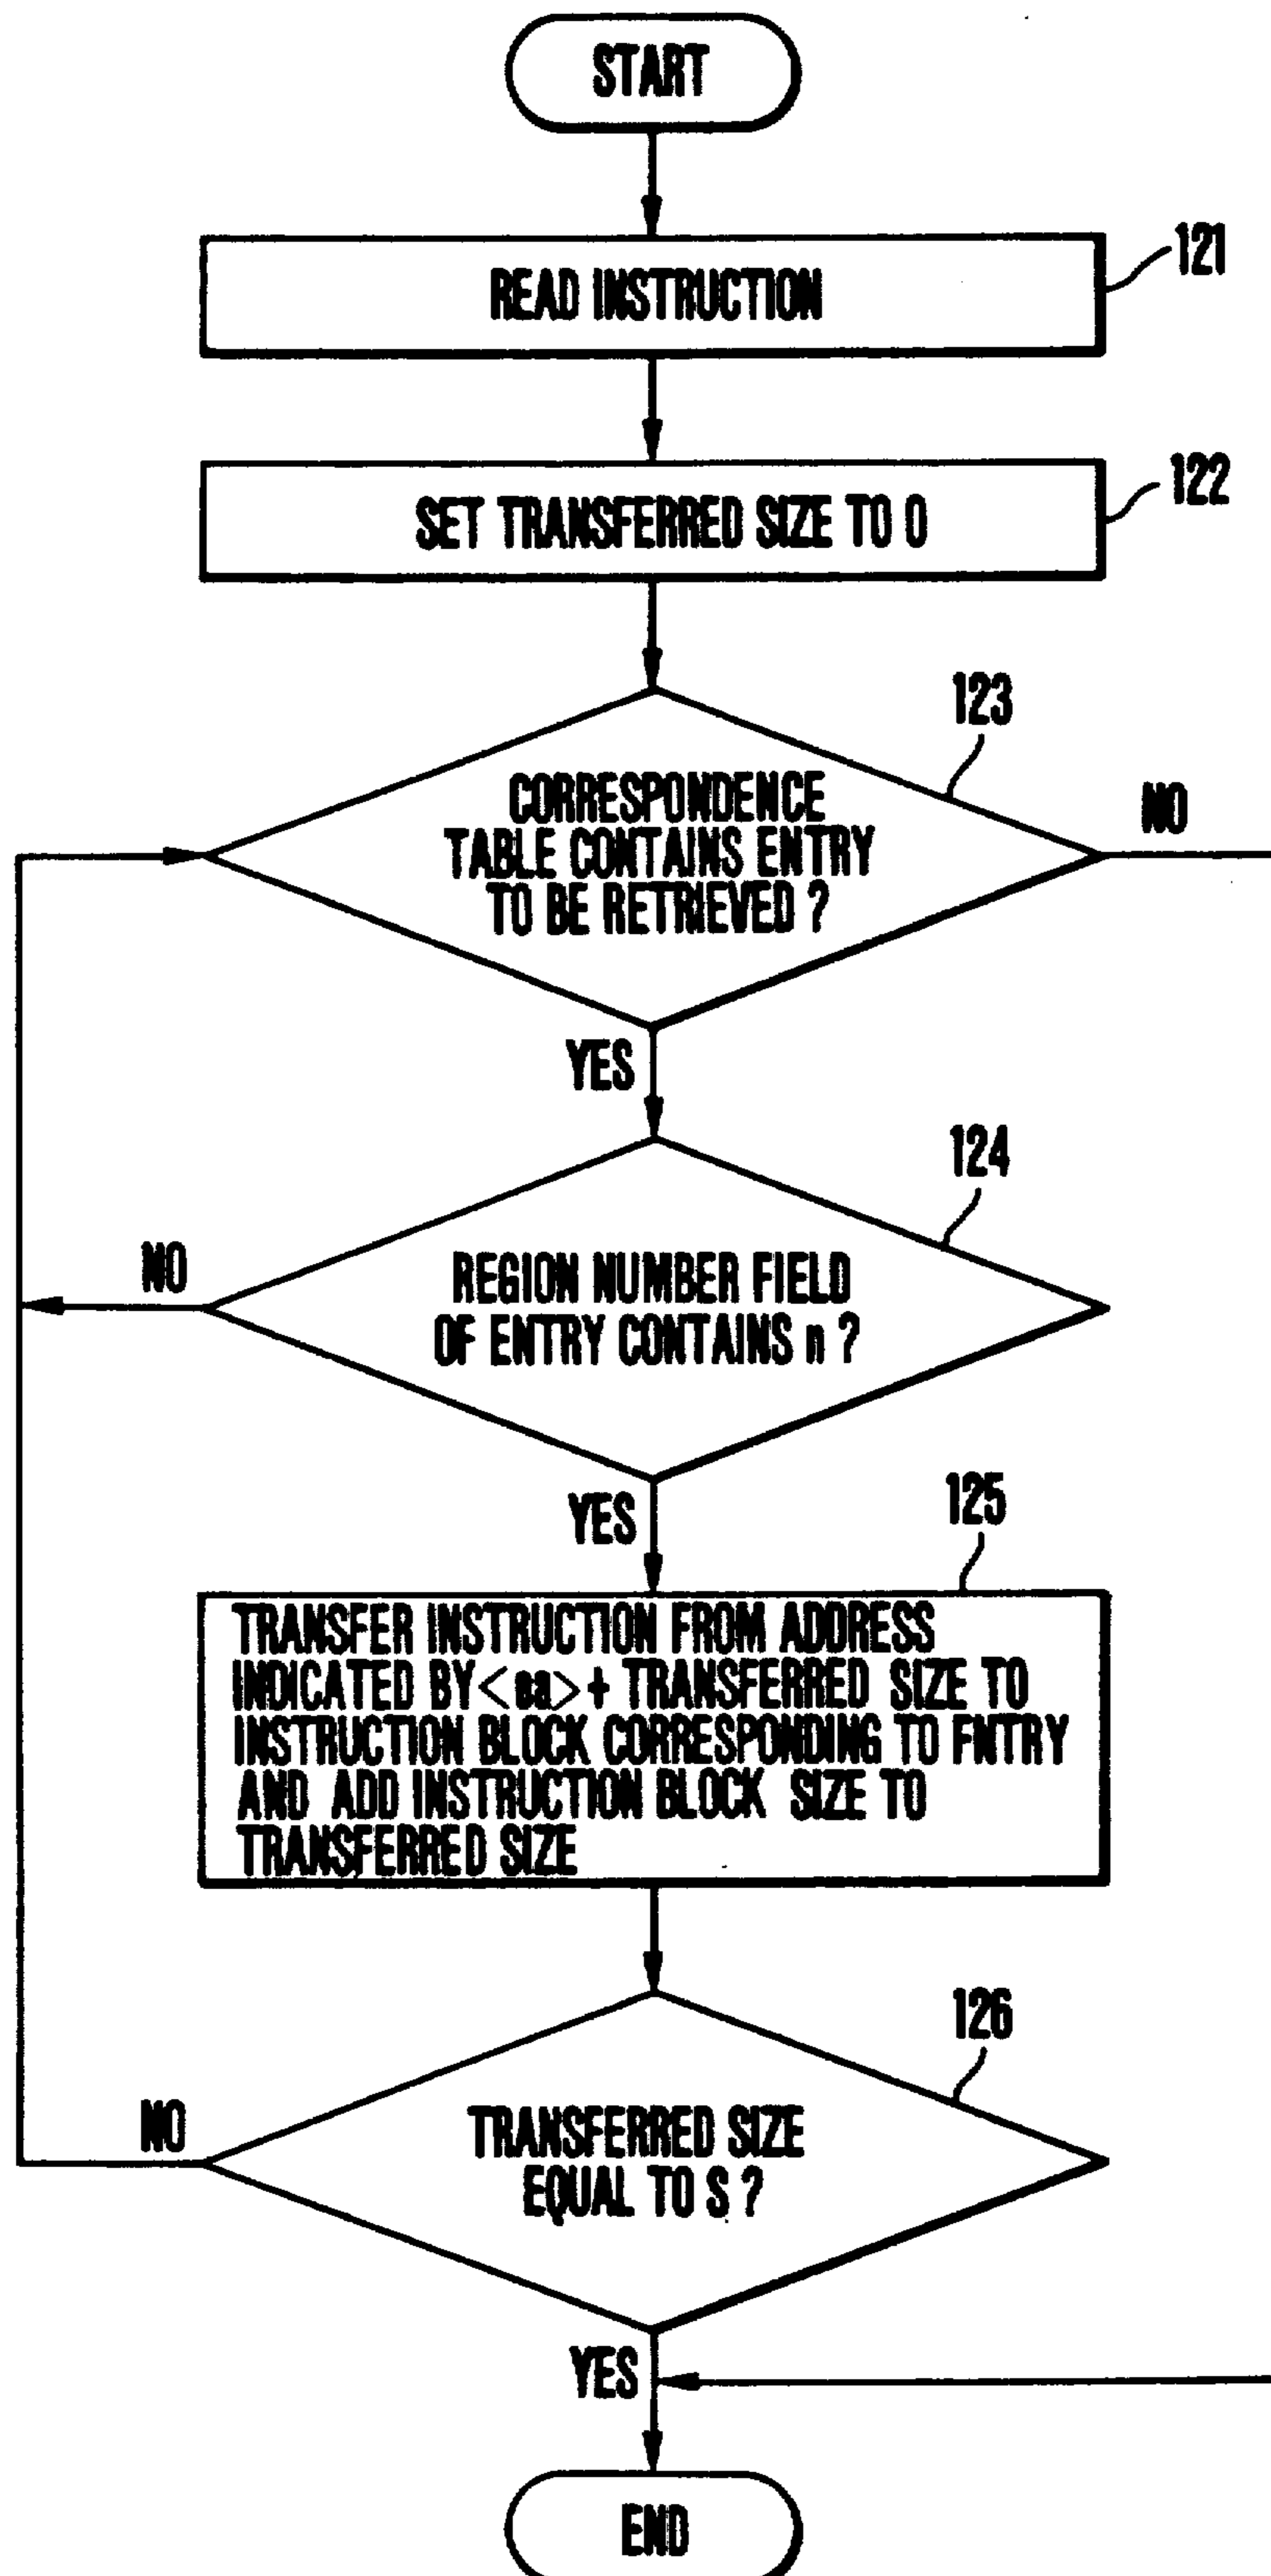 START
READ INSTRUCTION
121
SET TRANSFERRED SIZE TO 0
122
123
CORRESPONDENCE
TABLE CONTAINS ENTRY
TO BE RETRIEVED ?
NO
YES
124
REGION NUMBER FIELD
OF ENTRY CONTAINS n ?
NO
YES
125
TRANSFER INSTRUCTION FROM ADDRESS
INDICATED BY <ea> + TRANSFERRED SIZE TO
INSTRUCTION BLOCK CORRESPONDING TO FNTRY
AND ADD INSTRUCTION BLOCK SIZE TO
TRANSFERRED SIZE
126
TRANSFERRED SIZE
EQUAL TO S ?
NO
YES
END